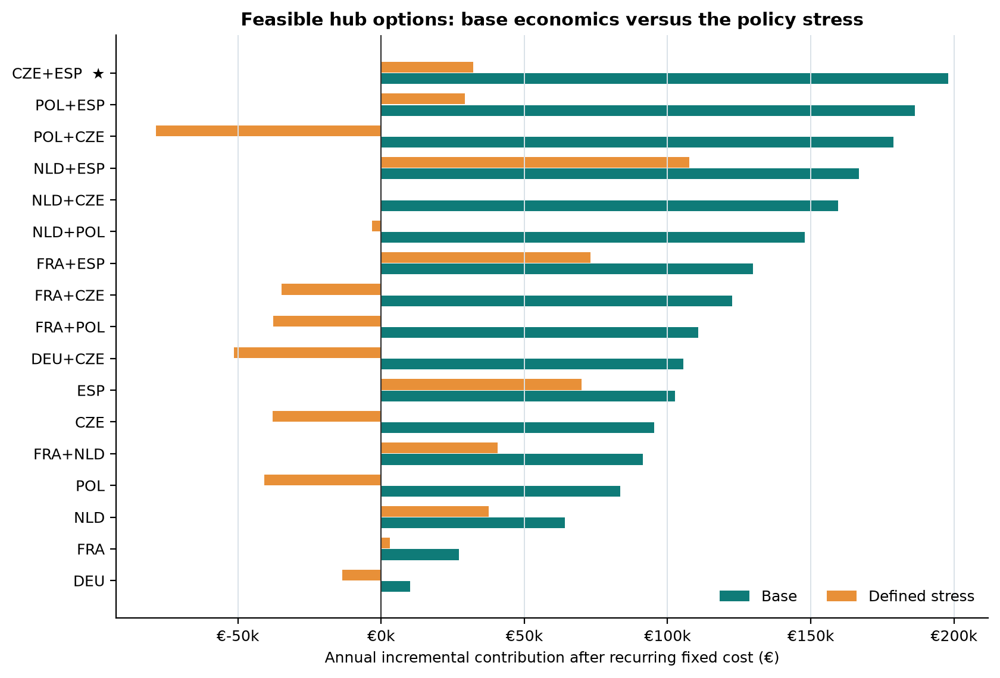 Feasible hub options: base economics versus the policy stress
CZE+ESP ★
POL+ESP
POL+CZE
NLD+ESP
NLD+CZE
NLD+POL
FRA+ESP
FRA+CZE
FRA+POL
DEU+CZE
ESP
CZE
FRA+NLD
POL
NLD
FRA
DEU
Base Defined stress
€-50k €0k €50k €100k €150k €200k
Annual incremental contribution after recurring fixed cost (€)